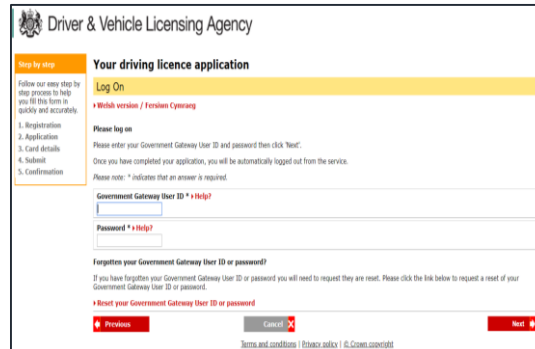 Driver & Vehicle Licensing Agency
Step by step
Follow our easy step by
step process to help
you fill this form in
quickly and accurately.
1. Registration
2. Application
3. Card details
4. Submit
5. Confirmation
Your driving licence application
Log On
Welsh version / Fersiwn Cymraeg
Please log on
Please enter your Government Gateway User ID and password then click 'Next'.
Once you have completed your application, you will be automatically logged out from the service.
Please note: * indicates that an answer is required.
Government Gateway User ID * Help?
Password * Help?
Forgotten your Government Gateway User ID or password?
If you have forgotten your Government Gateway User ID or password you will need to request they are reset. Please click the link below to request a reset of your
Government Gateway User ID or password.
Reset your Government Gateway User ID or password
Previous Cancel X Next
Terms and conditions | Privacy policy | © Crown copyright